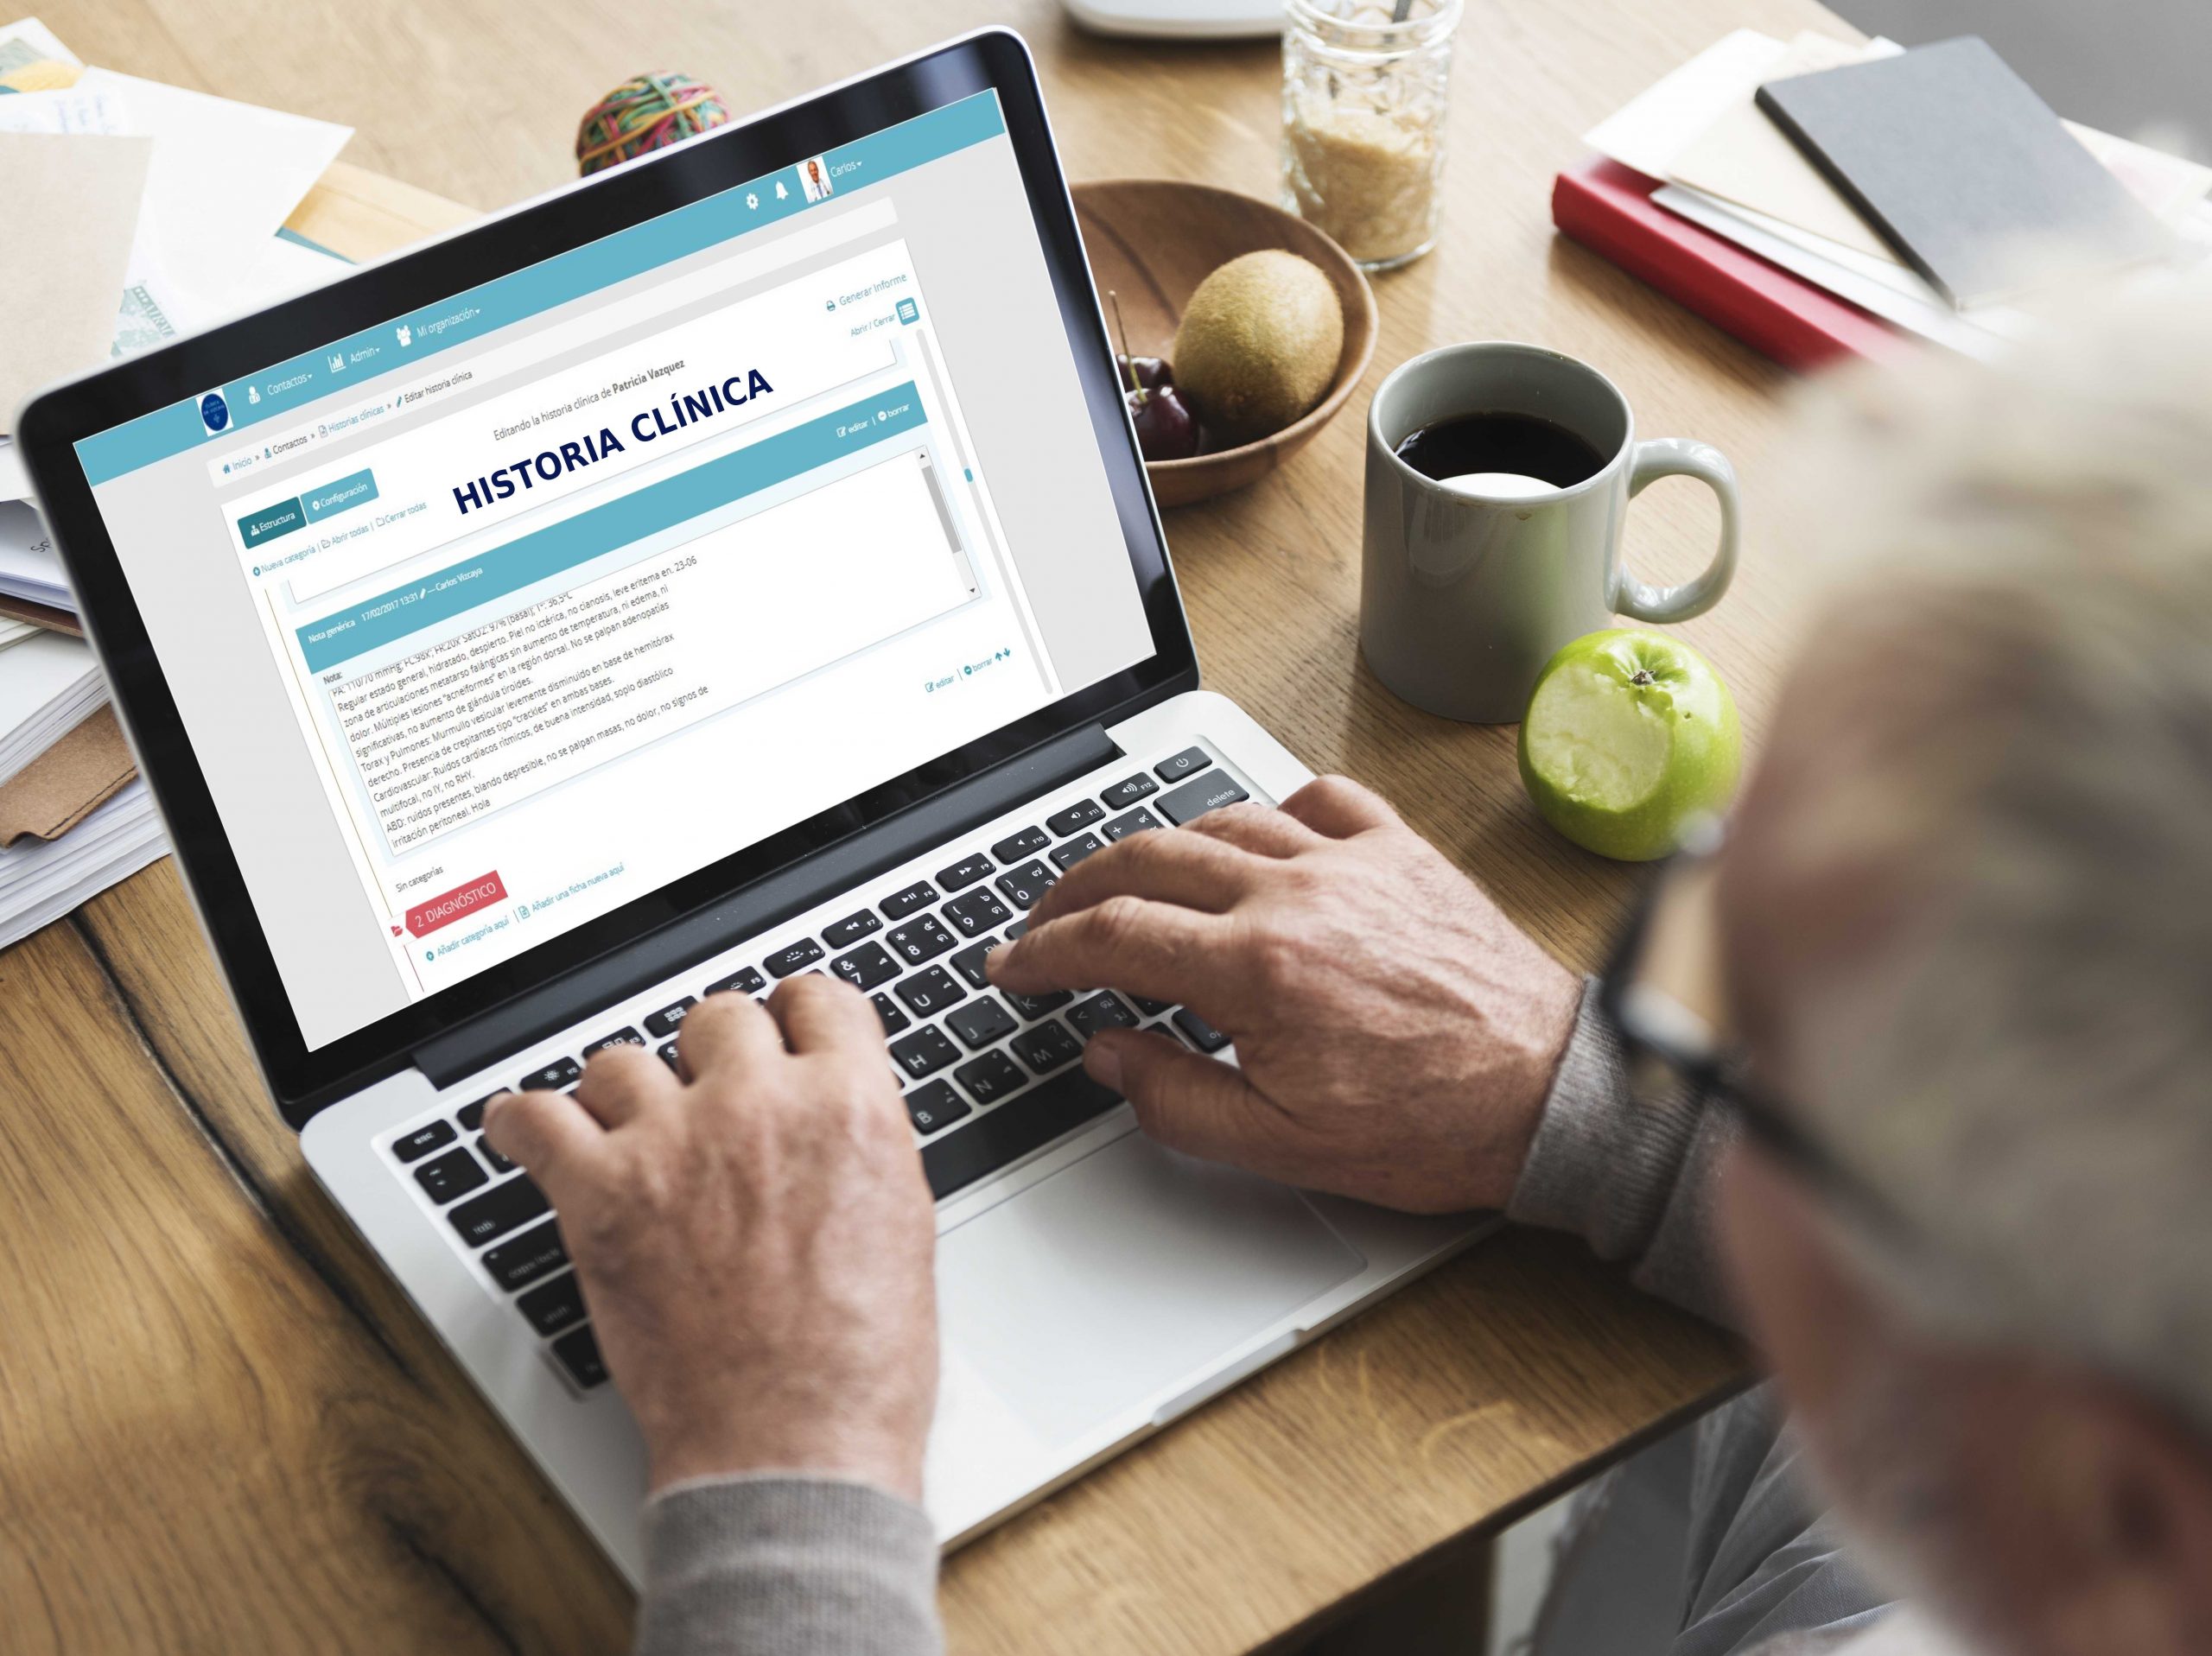 Contactos
Admin
Mi organización
Carlos
Inicio » Contactos » Historias clínicas » Editar historia clínica
Generar Informe
Abrir / Cerrar
Editando la historia clínica de Patricia Vazquez
HISTORIA CLÍNICA
Estructura
Configuración
Nueva categoría | Abrir todas | Cerrar todas
Nota genérica 17/02/2017 13:31 — Carlos Vizcaya
editar | borrar
Nota:
PA: 110/70 mmHg; FC:98x'; FR:20x' SatO2: 97% (basal); T°: 36,5°C
Regular estado general, hidratado, despierto. Piel no ictérica, no cianosis, leve eritema en. 23-06
zona de articulaciones metatarso falángicas sin aumento de temperatura, ni edema, ni
dolor. Múltiples lesiones "acneiformes" en la región dorsal. No se palpan adenopatías
significativas, no aumento de glándula tiroides.
Torax y Pulmones: Murmullo vesicular levemente disminuido en base de hemitórax
derecho. Presencia de crepitantes tipo "crackles" en ambas bases.
Cardiovascular: Ruidos cardíacos rítmicos, de buena intensidad, soplo diastólico
multifocal, no IY, no RHY.
ABD: ruidos presentes, blando depresible, no se palpan masas, no dolor, no signos de
irritación peritoneal. Hola
editar | borrar
Sin categorías
2. DIAGNÓSTICO
Añadir categoría aquí | Añadir una ficha nueva aquí
esc
delete
7
8
9
0
U
H
J
K
B
N
M